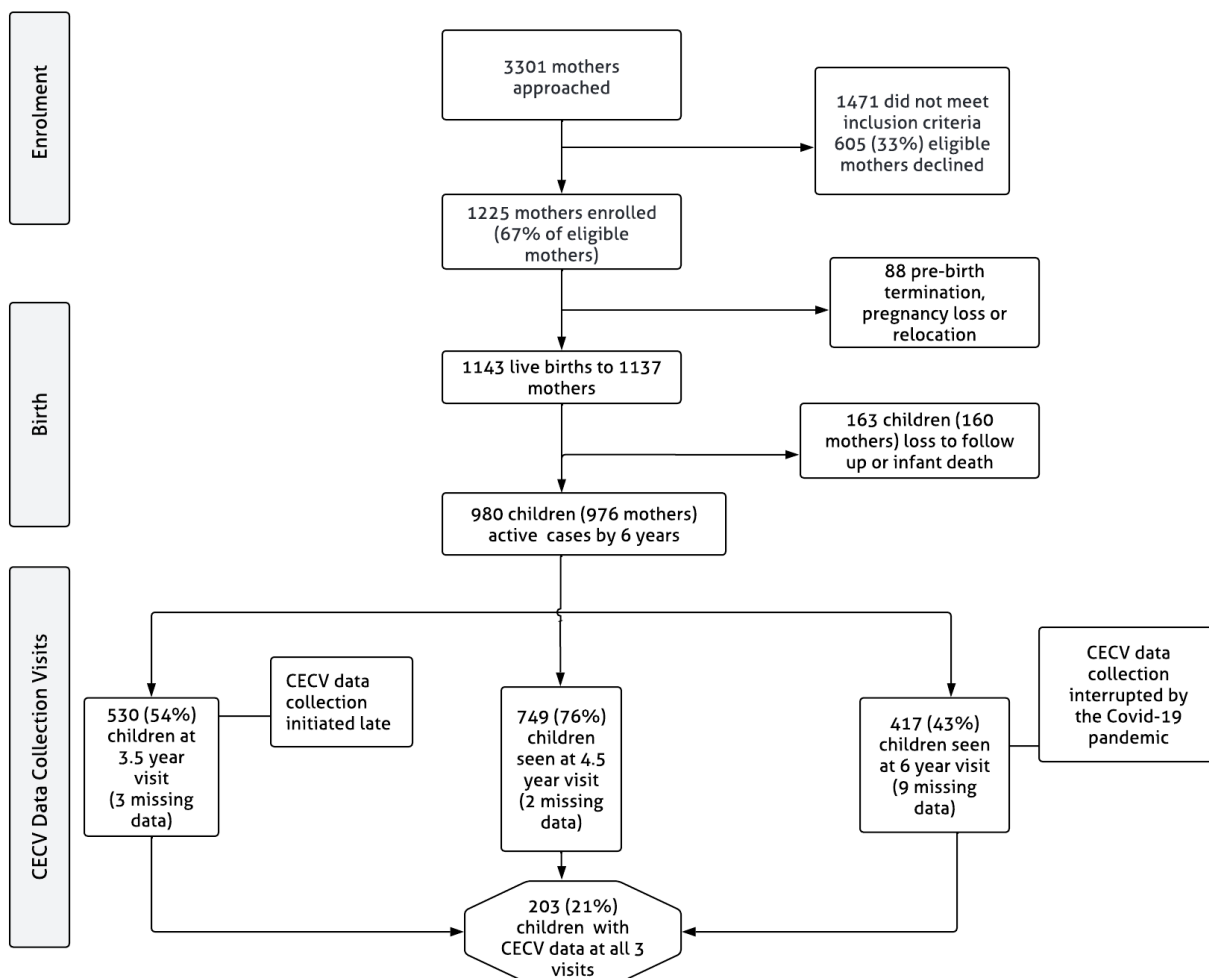 Enrolment
3301 mothers
approached
1471 did not meet
inclusion criteria
605 (33%) eligible
mothers declined
1225 mothers enrolled
(67% of eligible
mothers)
88 pre-birth
termination,
pregnancy loss or
relocation
Birth
1143 live births to 1137
mothers
163 children (160
mothers) loss to follow
up or infant death
980 children (976 mothers)
active cases by 6 years
CECV Data Collection Visits
530 (54%)
children at
3.5 year
visit
(3 missing
data)
CECV data
collection
initiated late
749 (76%)
children
seen at 4.5
year visit
(2 missing
data)
417 (43%)
children seen
at 6 year visit
(9 missing
data)
CECV data
collection
interrupted by
the Covid-19
pandemic
203 (21%)
children with
CECV data at all 3
visits